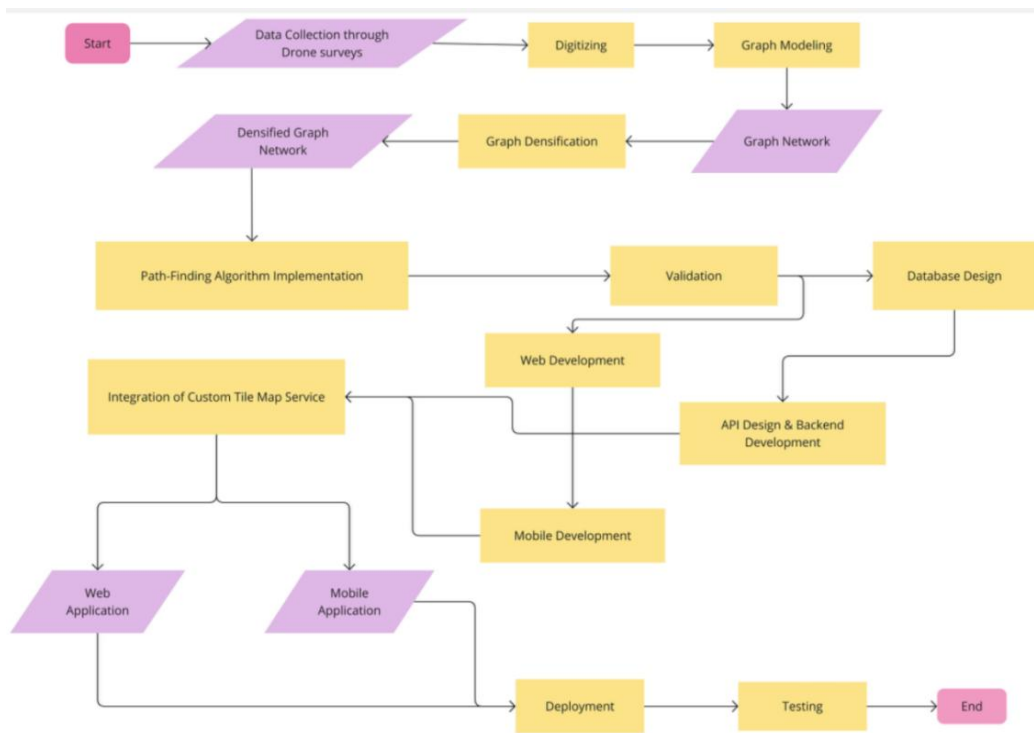 Start
Data Collection through
Drone surveys
Digitizing
Graph Modeling
Densified Graph
Network
Graph Densification
Graph Network
Path-Finding Algorithm Implementation
Validation
Database Design
Web Development
Integration of Custom Tile Map Service
API Design & Backend
Development
Mobile Development
Web
Application
Mobile
Application
Deployment
Testing
End